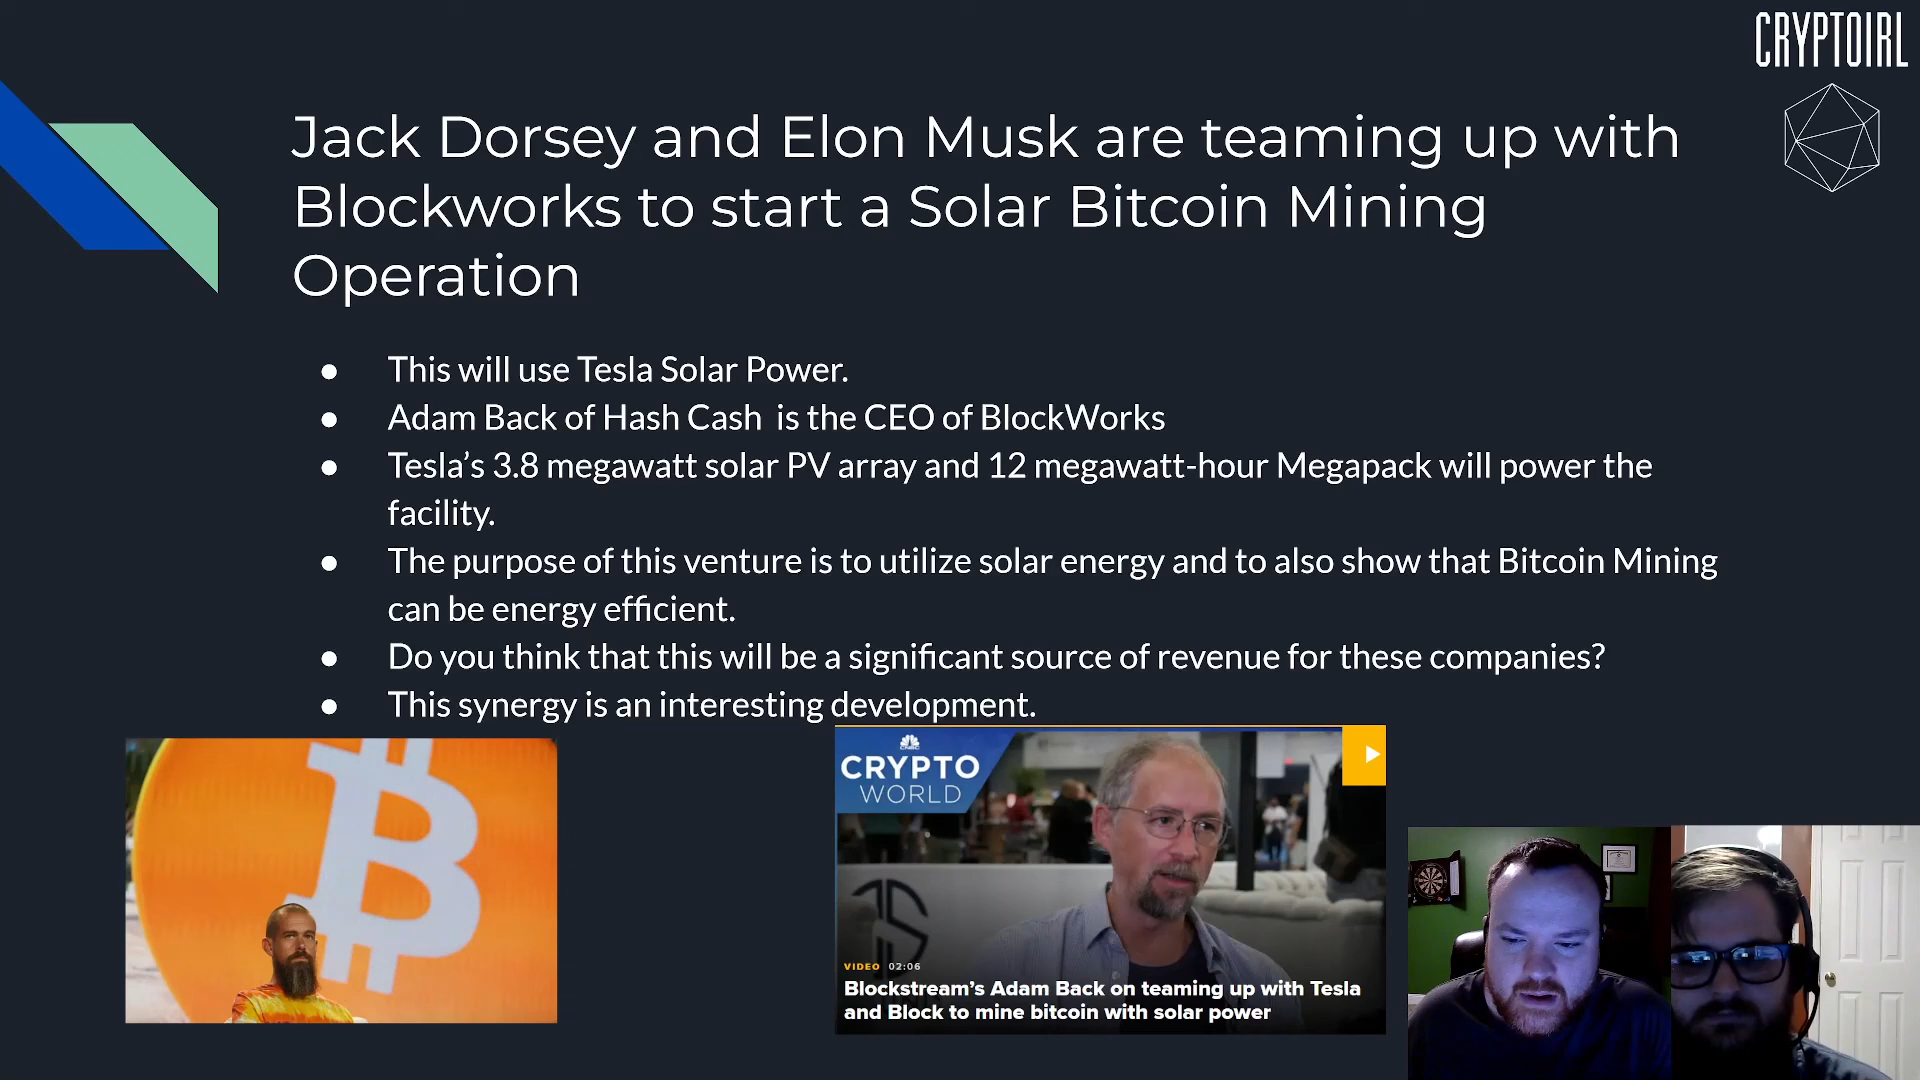 CRYPTOIRL
Jack Dorsey and Elon Musk are teaming up with
Blockworks to start a Solar Bitcoin Mining
Operation
● This will use Tesla Solar Power.
● Adam Back of Hash Cash  is the CEO of BlockWorks
● Tesla’s 3.8 megawatt solar PV array and 12 megawatt-hour Megapack will power the
facility.
● The purpose of this venture is to utilize solar energy and to also show that Bitcoin Mining
can be energy efficient.
● Do you think that this will be a significant source of revenue for these companies?
● This synergy is an interesting development.
CNBC
CRYPTO
WORLD
VIDEO 02:06
Blockstream’s Adam Back on teaming up with Tesla
and Block to mine bitcoin with solar power